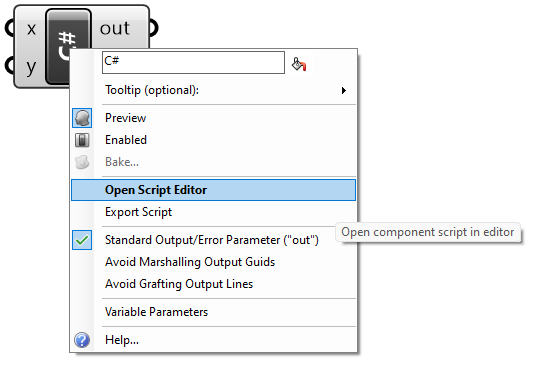 x
out
y
C#
C#
Tooltip (optional):
Preview
Enabled
Bake...
Open Script Editor
Export Script
Open component script in editor
Standard Output/Error Parameter ("out")
Avoid Marshalling Output Guids
Avoid Grafting Output Lines
Variable Parameters
Help...